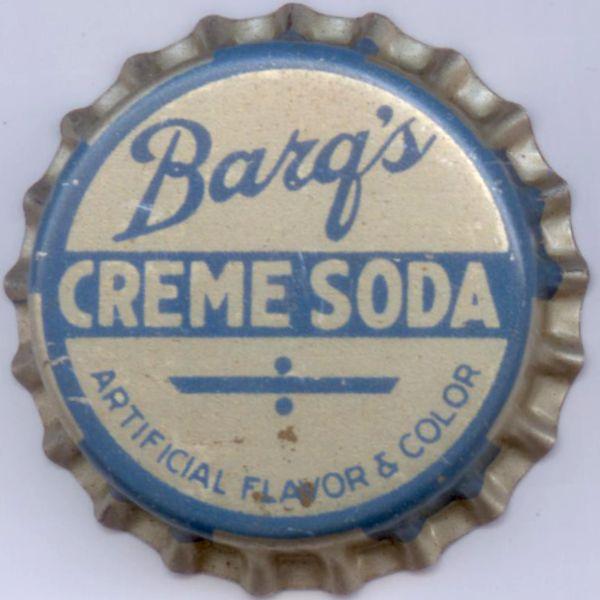 Barq's
CREME SODA
ARTIFICIAL FLAVOR & COLOR